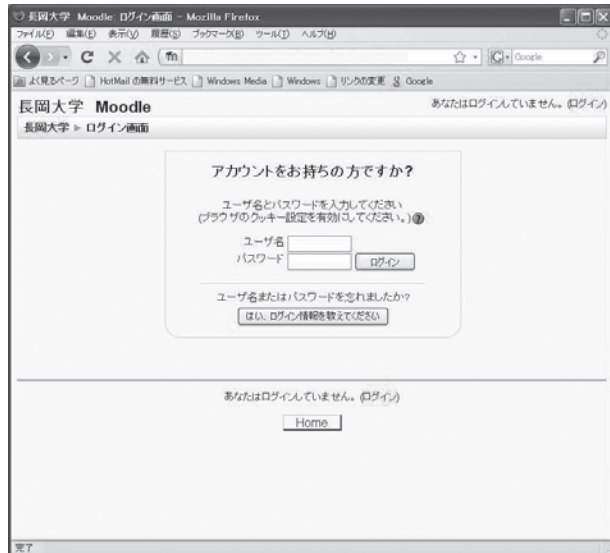 長岡大学 Moodle: ログイン画面 - Mozilla Firefox
ファイル(F) 編集(E) 表示(V) 履歴(S) ブックマーク(B) ツール(T) ヘルプ(H)
Google
よく見るページ HotMail の無料サービス Windows Media Windows リンクの変更 Google
長岡大学 Moodle あなたはログインしていません。(ログイン)
長岡大学 ► ログイン画面
アカウントをお持ちの方ですか?
ユーザ名とパスワードを入力してください
(ブラウザのクッキー設定を有効にしてください。)?
ユーザ名
パスワード ログイン
ユーザ名またはパスワードを忘れましたか?
はい、ログイン情報を教えてください
あなたはログインしていません。(ログイン)
Home
完了